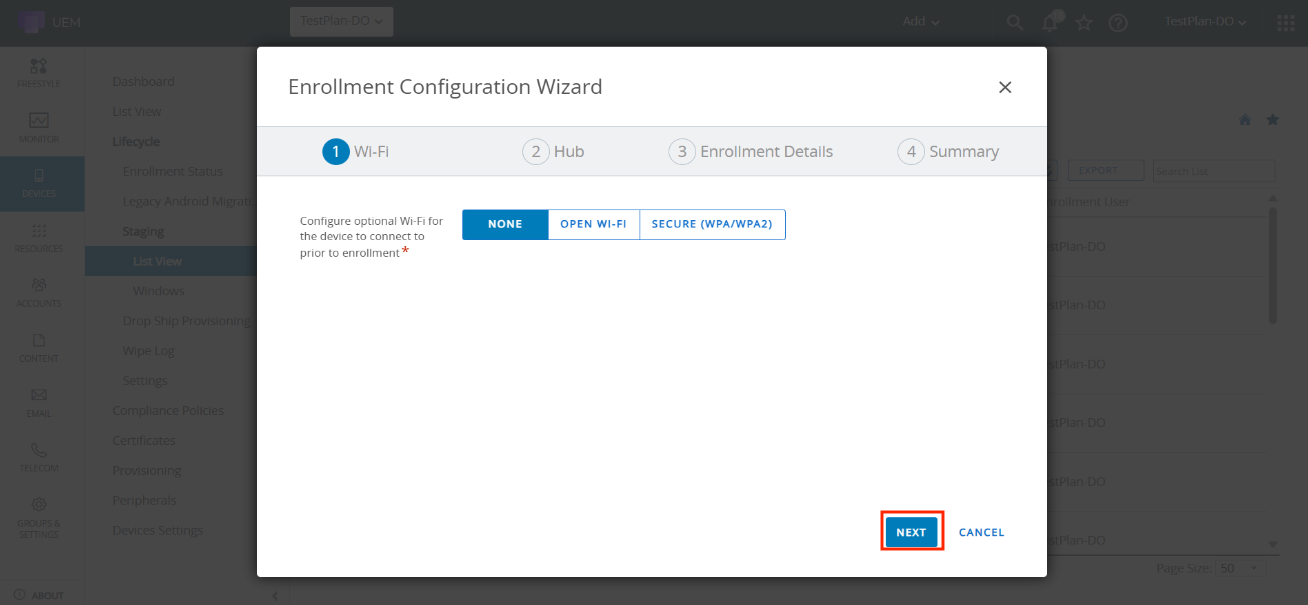 UEM
TestPlan-DO
Add
TestPlan-DO
FREESTYLE
MONITOR
DEVICES
RESOURCES
ACCOUNTS
CONTENT
EMAIL
TELECOM
GROUPS &
SETTINGS
ABOUT
Dashboard
List View
Lifecycle
Enrollment Status
Legacy Android Migrati
Staging
List View
Windows
Drop Ship Provisioning
Wipe Log
Settings
Compliance Policies
Certificates
Provisioning
Peripherals
Devices Settings
Enrollment Configuration Wizard
1 Wi-Fi
2 Hub
3 Enrollment Details
4 Summary
Configure optional Wi-Fi for
the device to connect to
prior to enrollment *
NONE
OPEN WI-FI
SECURE (WPA/WPA2)
NEXT
CANCEL
EXPORT
Search List
nrollment User
stPlan-DO
stPlan-DO
stPlan-DO
stPlan-DO
stPlan-DO
stPlan-DO
Page Size: 50